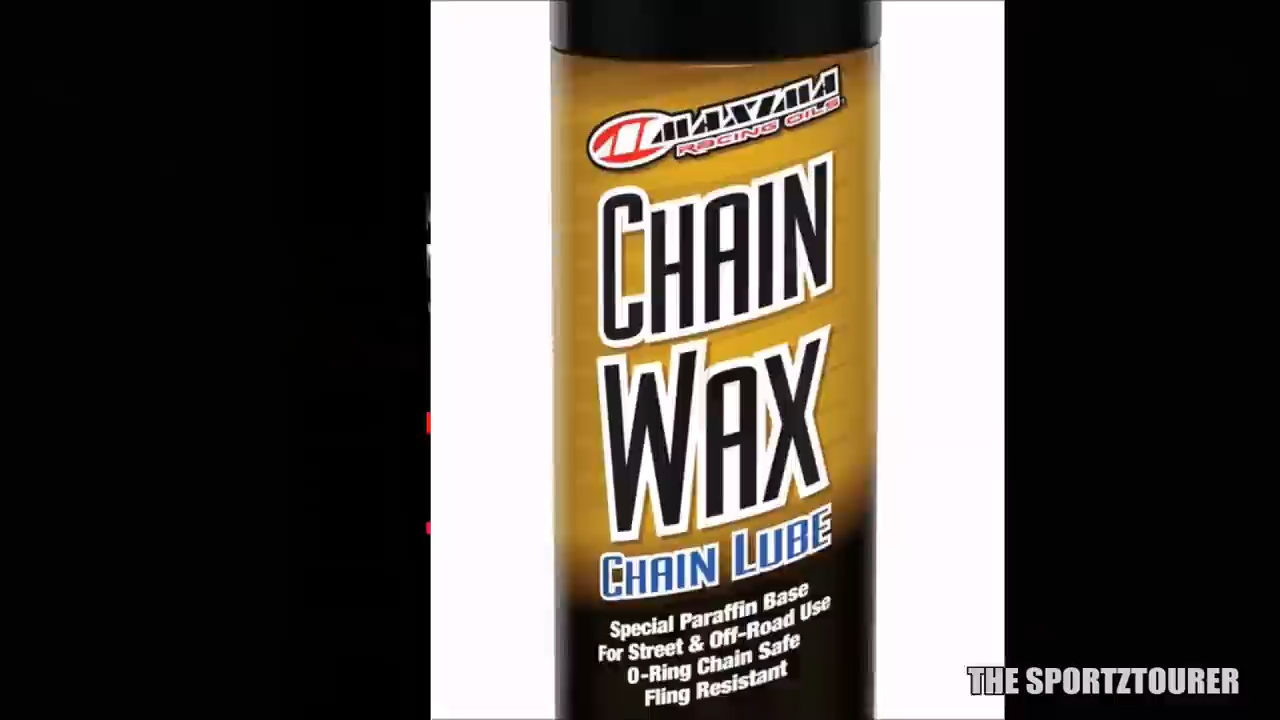 MAXIMA
RACING OILS
CHAIN
WAX
CHAIN LUBE
Special Paraffin Base
For Street & Off-Road Use
O-Ring Chain Safe
Fling Resistant
THE SPORTZTOURER